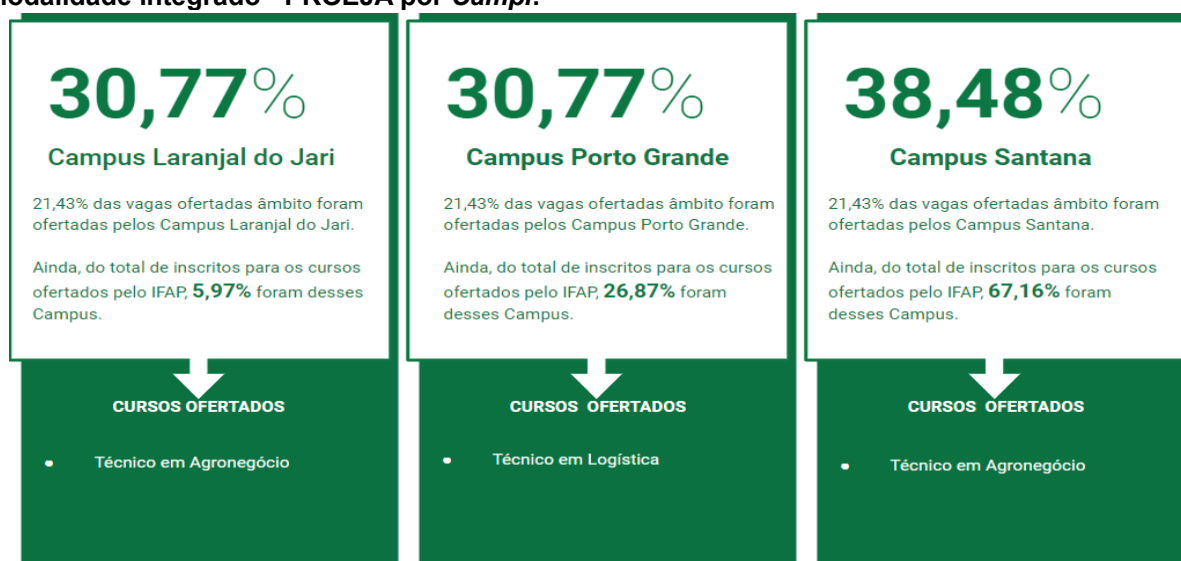 modalidade integrado - PROEJA por Campi.
30,77%
Campus Laranjal do Jari
21,43% das vagas ofertadas âmbito foram
ofertadas pelos Campus Laranjal do Jari.
Ainda, do total de inscritos para os cursos
ofertados pelo IFAP, 5,97% foram desses
Campus.
CURSOS OFERTADOS
• Técnico em Agronegócio
30,77%
Campus Porto Grande
21,43% das vagas ofertadas âmbito foram
ofertadas pelos Campus Porto Grande.
Ainda, do total de inscritos para os cursos
ofertados pelo IFAP, 26,87% foram
desses Campus.
CURSOS OFERTADOS
• Técnico em Logística
38,48%
Campus Santana
21,43% das vagas ofertadas âmbito foram
ofertadas pelos Campus Santana.
Ainda, do total de inscritos para os cursos
ofertados pelo IFAP, 67,16% foram
desses Campus.
CURSOS OFERTADOS
• Técnico em Agronegócio